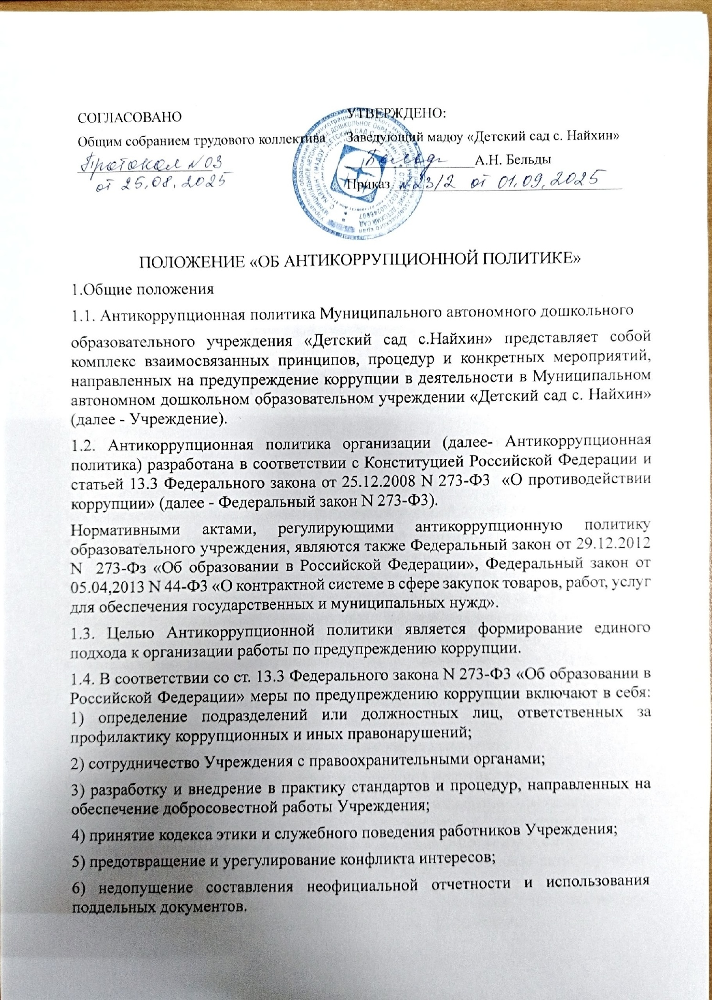 СОГЛАСОВАНО
Общим собранием трудового коллектива
Протокол №03
от 25.08.2025
УТВЕРЖДЕНО:
Заведующий мадоу «Детский сад с. Найхин»
А.Н. Бельды
Приказ №23/2 от 01.09.2025
ПОЛОЖЕНИЕ «ОБ АНТИКОРРУПЦИОННОЙ ПОЛИТИКЕ»
1.Общие положения
1.1. Антикоррупционная политика Муниципального автономного дошкольного
образовательного учреждения «Детский сад с.Найхин» представляет собой
комплекс взаимосвязанных принципов, процедур и конкретных мероприятий,
направленных на предупреждение коррупции в деятельности в Муниципальном
автономном дошкольном образовательном учреждении «Детский сад с. Найхин»
(далее - Учреждение).
1.2. Антикоррупционная политика организации (далее- Антикоррупционная
политика) разработана в соответствии с Конституцией Российской Федерации и
статьей 13.3 Федерального закона от 25.12.2008 N 273-ФЗ «О противодействии
коррупции» (далее - Федеральный закон N 273-ФЗ).
Нормативными актами, регулирующими антикоррупционную политику
образовательного учреждения, являются также Федеральный закон от 29.12.2012
N 273-Фз «Об образовании в Российской Федерации», Федеральный закон от
05.04,2013 N 44-ФЗ «О контрактной системе в сфере закупок товаров, работ, услуг
для обеспечения государственных и муниципальных нужд».
1.3. Целью Антикоррупционной политики является формирование единого
подхода к организации работы по предупреждению коррупции.
1.4. В соответствии со ст. 13.3 Федерального закона N 273-ФЗ «Об образовании в
Российской Федерации» меры по предупреждению коррупции включают в себя:
1) определение подразделений или должностных лиц, ответственных за
профилактику коррупционных и иных правонарушений;
2) сотрудничество Учреждения с правоохранительными органами;
3) разработку и внедрение в практику стандартов и процедур, направленных на
обеспечение добросовестной работы Учреждения;
4) принятие кодекса этики и служебного поведения работников Учреждения;
5) предотвращение и урегулирование конфликта интересов;
6) недопущение составления неофициальной отчетности и использования
поддельных документов.